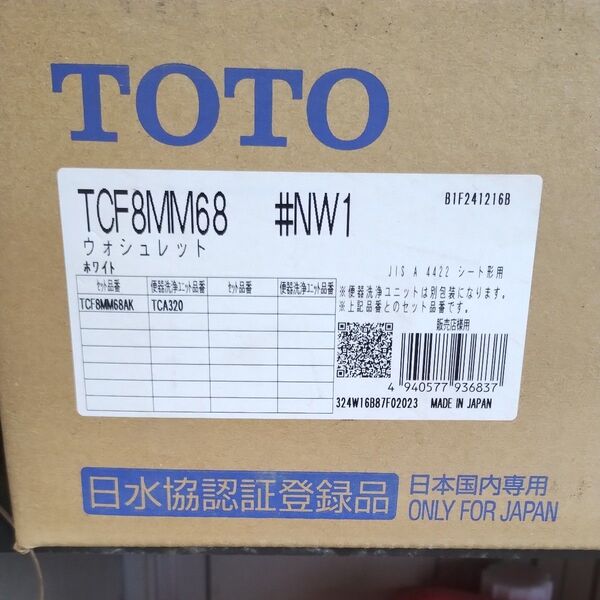 TOTO
TCF8MM68 #NW1 B1F241216B
ウォシュレット
ホワイト JIS A 4422 シート形用
セット品番 便器洗浄ユニット品番 セット品番 便器洗浄ユニット品番 ※便器洗浄ユニットは別包装になります。
TCF8MM68AK TCA320 ※上記品番とのセット品番です。
販売店様用
4 940577 936837
324W16B87F02023 MADE IN JAPAN
日水協認証登録品 日本国内専用
ONLY FOR JAPAN